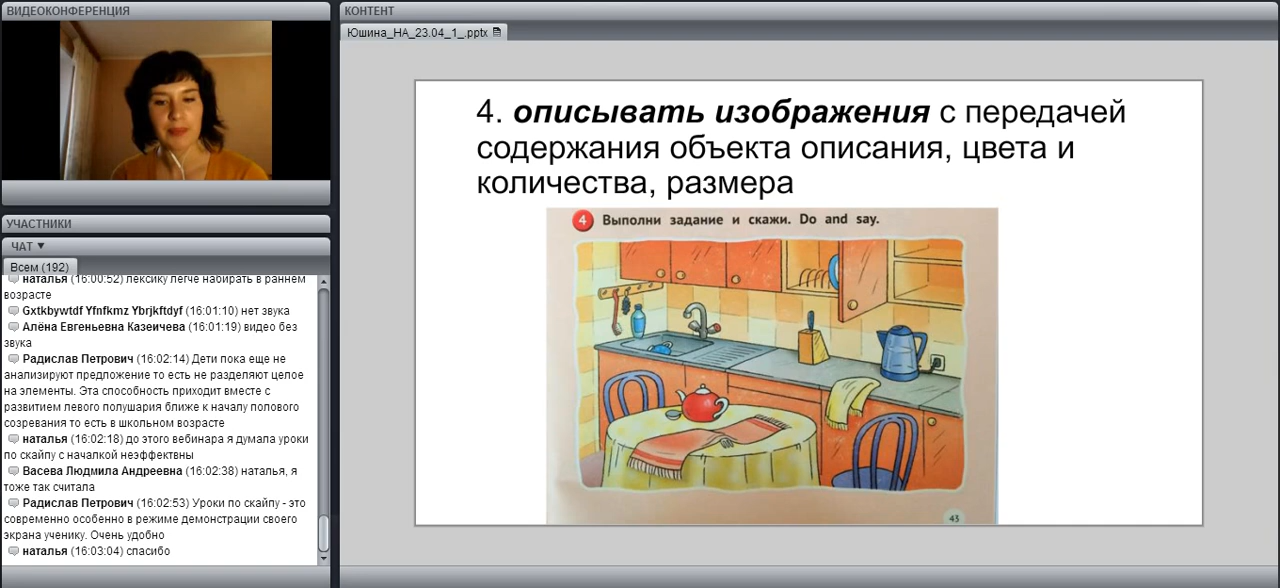 ВИДЕОКОНФЕРЕНЦИЯ
УЧАСТНИКИ
ЧАТ
Всем (192)
наталья (16:00:52) лексику легче набирать в раннем
возрасте
Gxtkbywtdf Yfnfkmz Ybrjkftdyf (16:01:10) нет звука
Алёна Евгеньевна Казеичева (16:01:19) видео без
звука
Радислав Петрович (16:02:14) Дети пока еще не
анализируют предложение то есть не разделяют целое
на элементы. Эта способность приходит вместе с
развитием левого полушария ближе к началу полового
созревания то есть в школьном возрасте
наталья (16:02:18) до этого вебинара я думала уроки
по скайпу с началкой неэффектвны
Васева Людмила Андреевна (16:02:38) наталья, я
тоже так считала
Радислав Петрович (16:02:53) Уроки по скайпу - это
современно особенно в режиме демонстрации своего
экрана ученику. Очень удобно
наталья (16:03:04) спасибо
КОНТЕНТ
Юшина_НА_23.04_1_.pptx
4. описывать изображения с передачей
содержания объекта описания, цвета и
количества, размера
4 Выполни задание и скажи. Do and say.
43